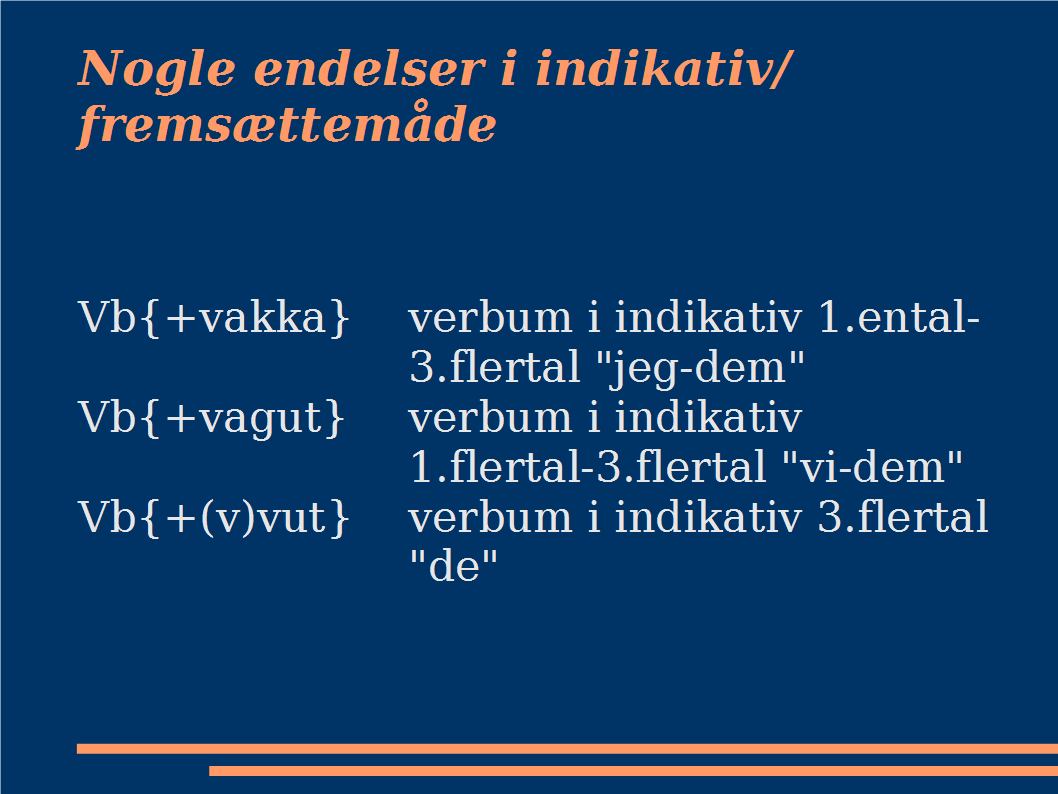 Nogle endelser i indikativ/
fremsættemåde
Vb{+vakka} verbum i indikativ 1.ental-
3.flertal "jeg-dem"
Vb{+vagut} verbum i indikativ
1.flertal-3.flertal "vi-dem"
Vb{+(v)vut} verbum i indikativ 3.flertal
"de"